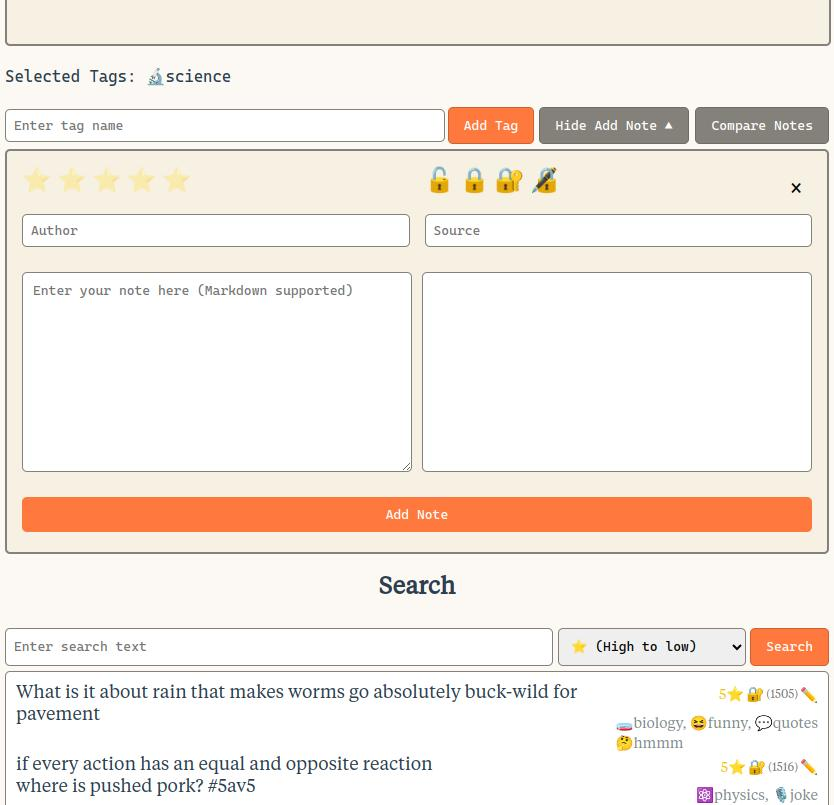 Selected Tags: 🔬science
Enter tag name
Add Tag
Hide Add Note ▲
Compare Notes
×
Author
Source
Enter your note here (Markdown supported)
Add Note
Search
Enter search text
⭐ (High to low)
Search
What is it about rain that makes worms go absolutely buck-wild for
pavement
5⭐🔐(1505)✏️
🧫biology, 😆funny, 💬quotes
🤔hmmm
if every action has an equal and opposite reaction
where is pushed pork? #5av5
5⭐🔐(1516)✏️
⚛️physics, 🎙️joke